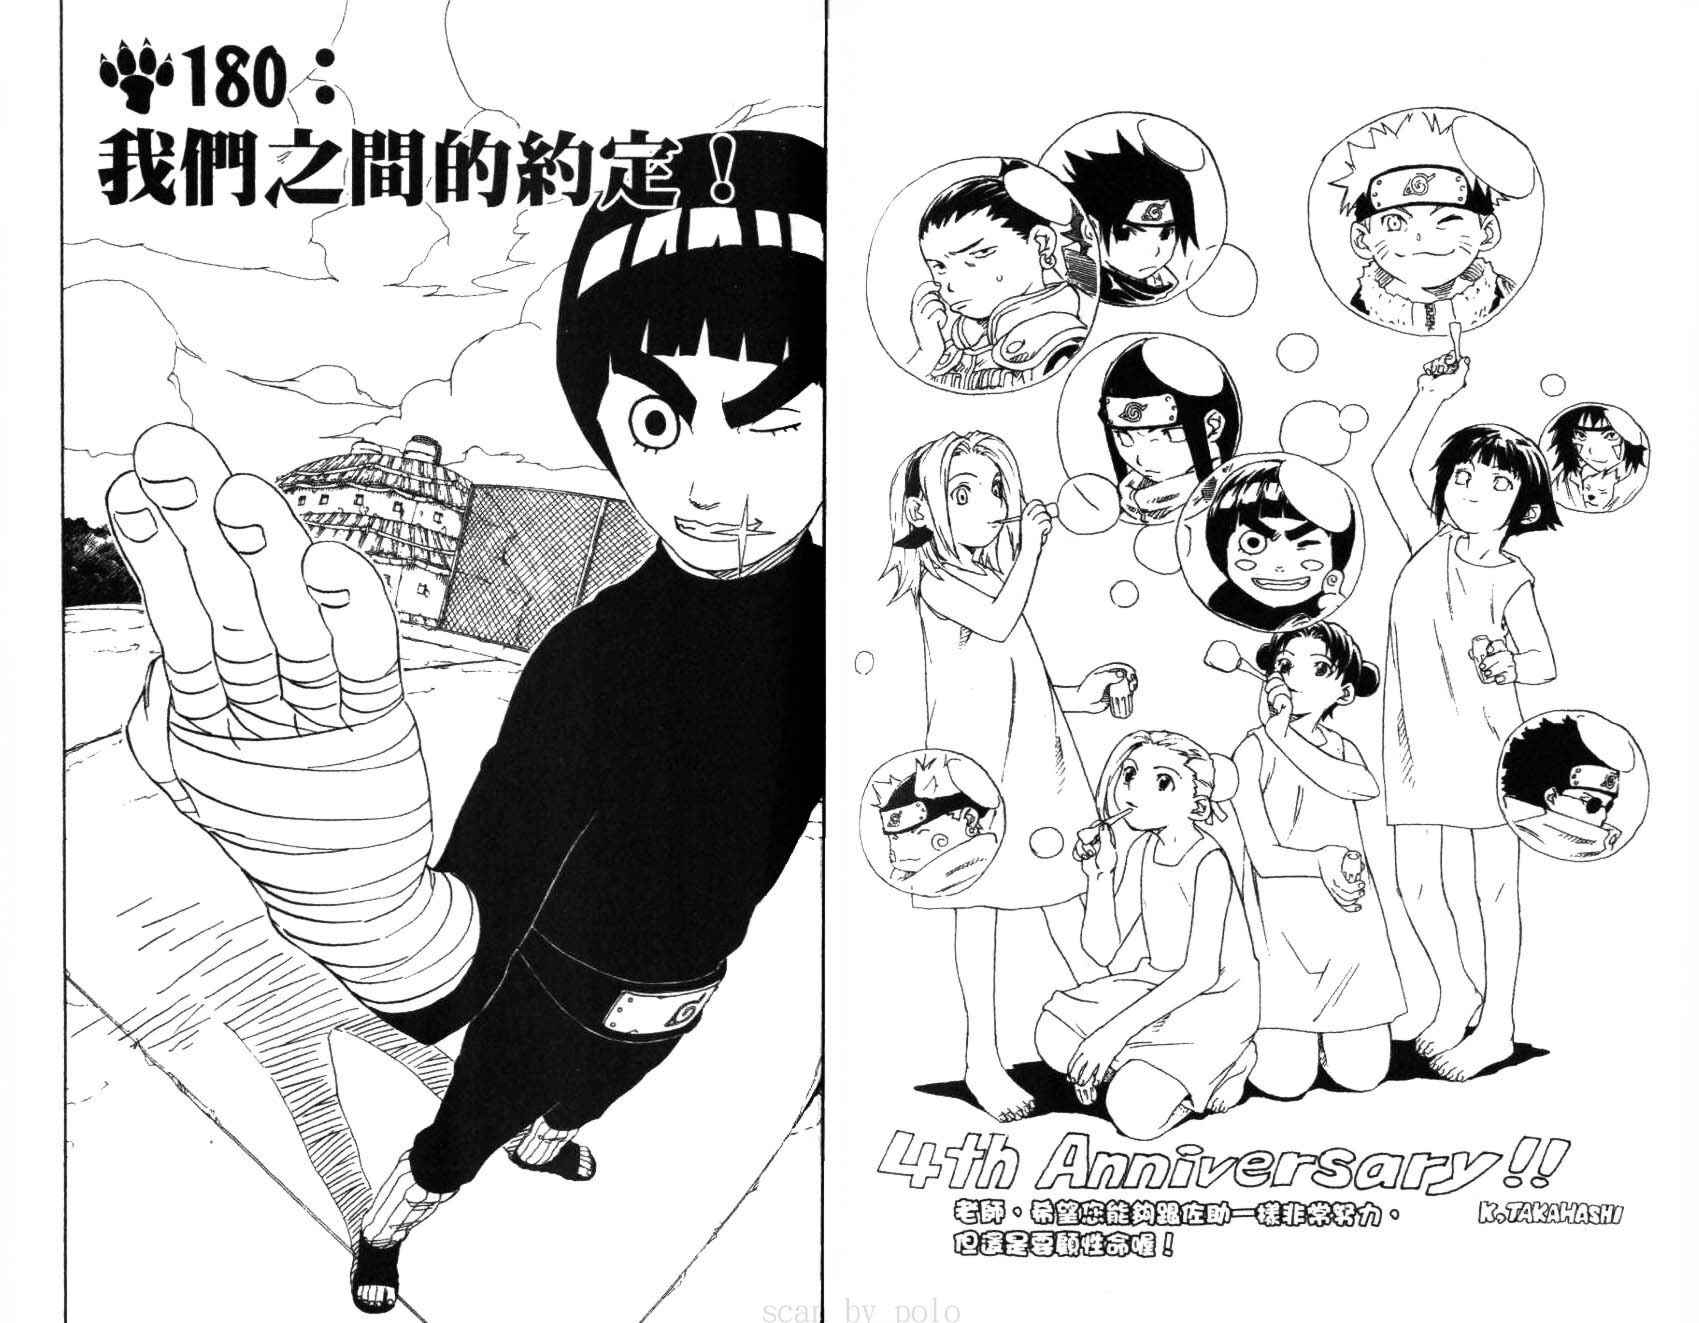 180：
我們之間的約定！
4th Anniversary!!
老師，希望您能夠跟佐助一樣非常努力，
但還是要顧性命喔！
K.TAKAHASHI
scan by polo